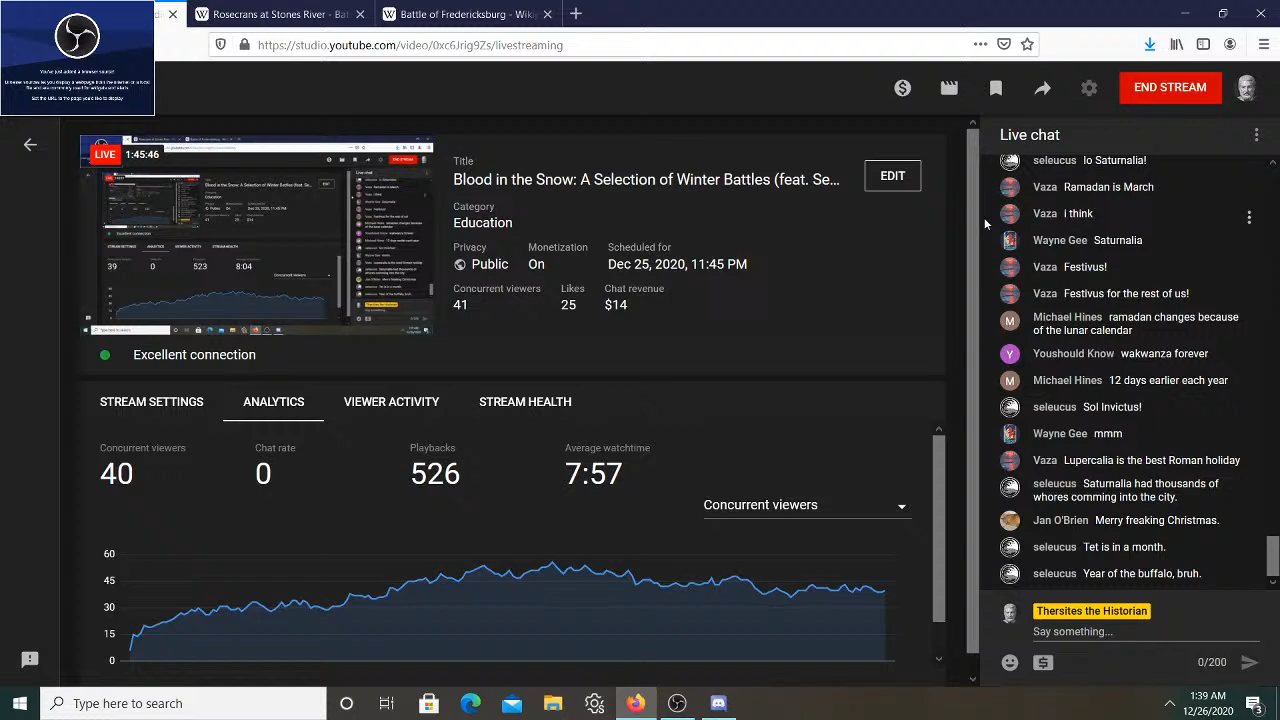 Rosecrans at Stones River - Bat
Battle of Fredericksburg - Wiki
You've just added a browser source!
https://studio.youtube.com/video/0xc6Jrig9Zs/livestreaming
END STREAM
LIVE 1:45:46
Title
Blood in the Snow: A Selection of Winter Battles (feat. Se...
EDIT
Category
Education
Privacy Monetization Scheduled for
Public On Dec 25, 2020, 11:45 PM
Concurrent viewers Likes Chat revenue
41 25 $14
Excellent connection
STREAM SETTINGS ANALYTICS VIEWER ACTIVITY STREAM HEALTH
Concurrent viewers Chat rate Playbacks Average watchtime
40 0 526 7:57
Concurrent viewers
60
45
30
15
0
Live chat
seleucus Io Saturnalia!
Vaza Ramadan is March
Vaza I think
Wayne Gee Saturnalia
Vaza Festivus
Vaza Festivus for the rest of us!
Michael Hines ramadan changes because
of the lunar calendar
Youshould Know wakwanza forever
Michael Hines 12 days earlier each year
seleucus Sol Invictus!
Wayne Gee mmm
Vaza Lupercalia is the best Roman holiday
seleucus Saturnalia had thousands of
whores comming into the city.
Jan O'Brien Merry freaking Christmas.
seleucus Tet is in a month.
seleucus Year of the buffalo, bruh.
Thersites the Historian
Say something...
0/200
Type here to search
1:39 AM
12/26/2020
3